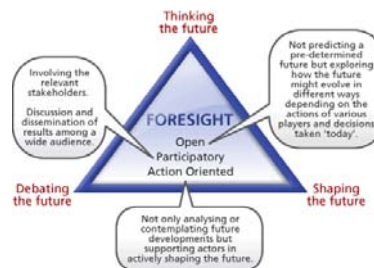 Thinking
the future
Involving the
relevant
stakeholders.
Discussion and
dissemination of
results among a
wide audience.
Not predicting a
pre-determined
future but exploring
how the future
might evolve in
different ways
depending on the
actions of various
players and decisions
taken 'today'.
FORESIGHT
Open
Participatory
Action Oriented
Debating
the future
Shaping
the future
Not only analysing or
contemplating future
developments but
supporting actors in
actively shaping the future.